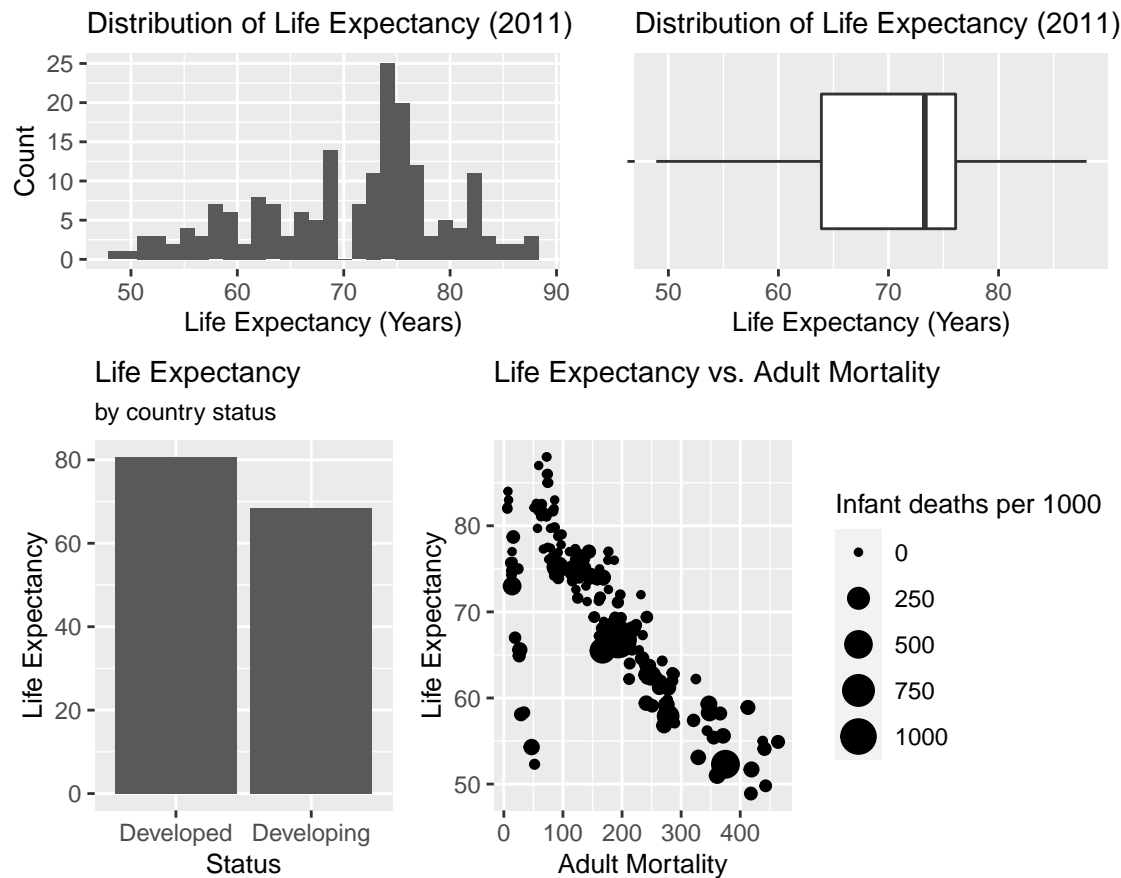 Distribution of Life Expectancy (2011)
25
20
15
10
5
0
Count
50 60 70 80 90
Life Expectancy (Years)
Distribution of Life Expectancy (2011)
50 60 70 80
Life Expectancy (Years)
Life Expectancy
by country status
80
60
40
20
0
Life Expectancy
Developed Developing
Status
Life Expectancy vs. Adult Mortality
80
70
60
50
Life Expectancy
0 100 200 300 400
Adult Mortality
Infant deaths per 1000
0
250
500
750
1000